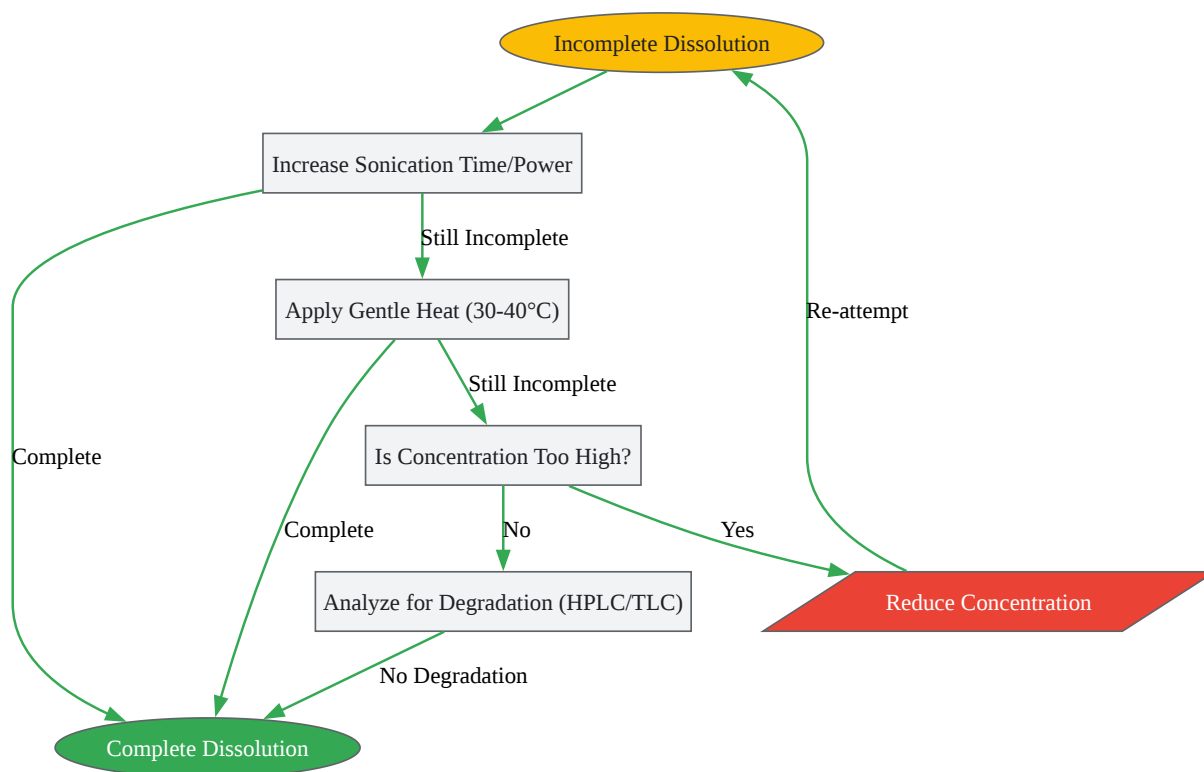 Incomplete Dissolution
Increase Sonication Time/Power
Still Incomplete
Apply Gentle Heat (30-40°C)
Re-attempt
Still Incomplete
Complete
Is Concentration Too High?
Complete
No
Yes
Analyze for Degradation (HPLC/TLC)
Reduce Concentration
No Degradation
Complete Dissolution